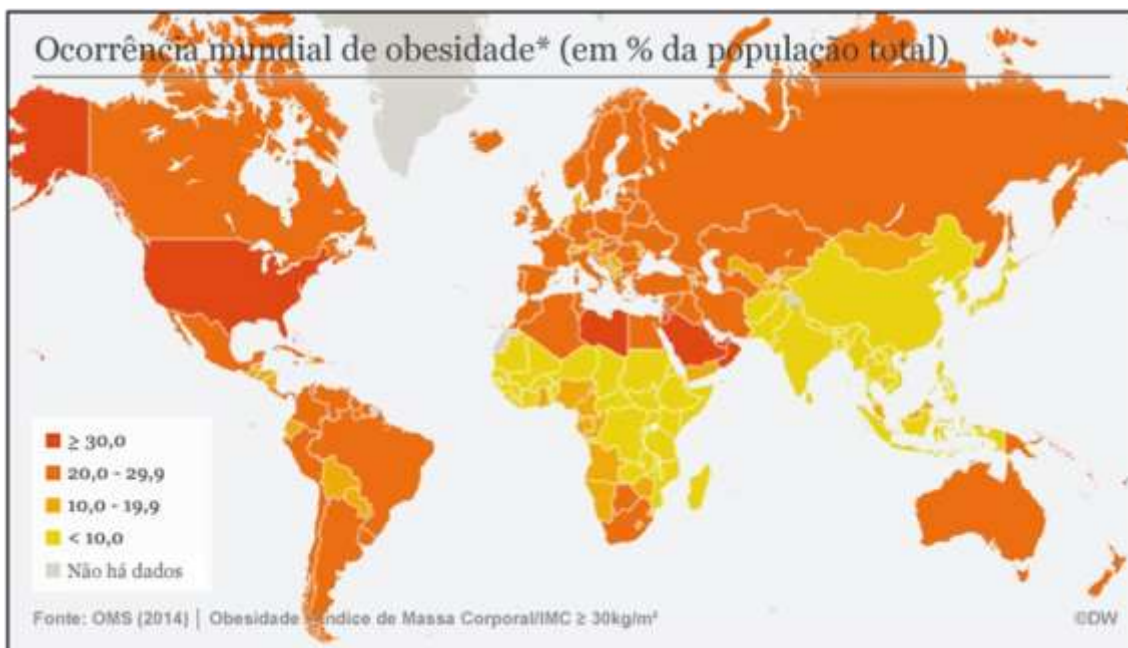 Ocorrência mundial de obesidade* (em % da população total)
≥ 30,0
20,0 - 29,9
10,0 - 19,9
< 10,0
Não há dados
Fonte: OMS (2014) | Obesidade Índice de Massa Corporal/IMC ≥ 30kg/m²
©DW